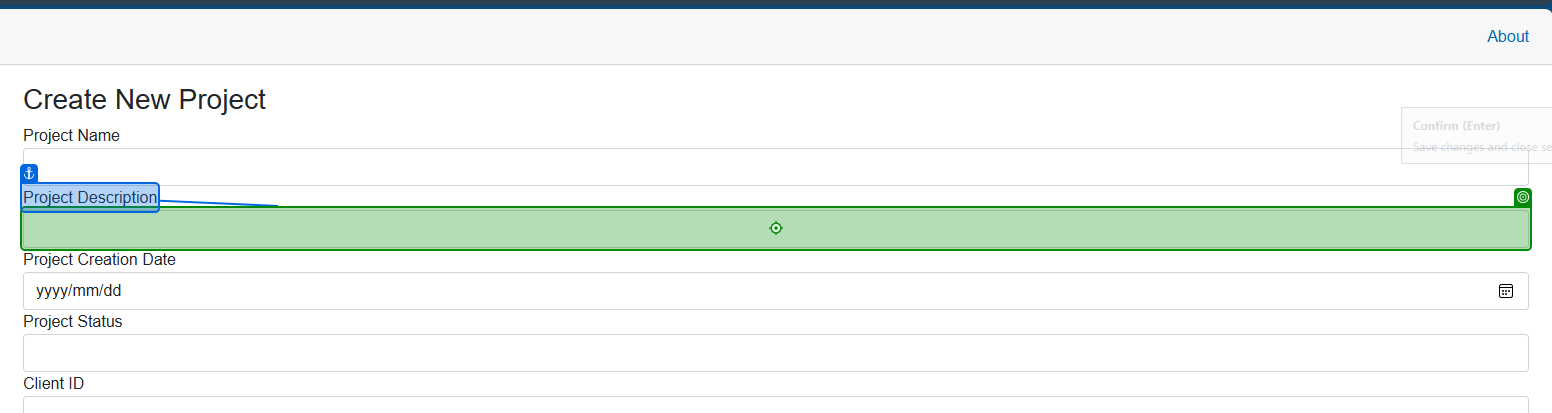 About
Create New Project
Project Name
Confirm (Enter)
Save changes and close se
Project Description
Project Creation Date
yyyy/mm/dd
Project Status
Client ID